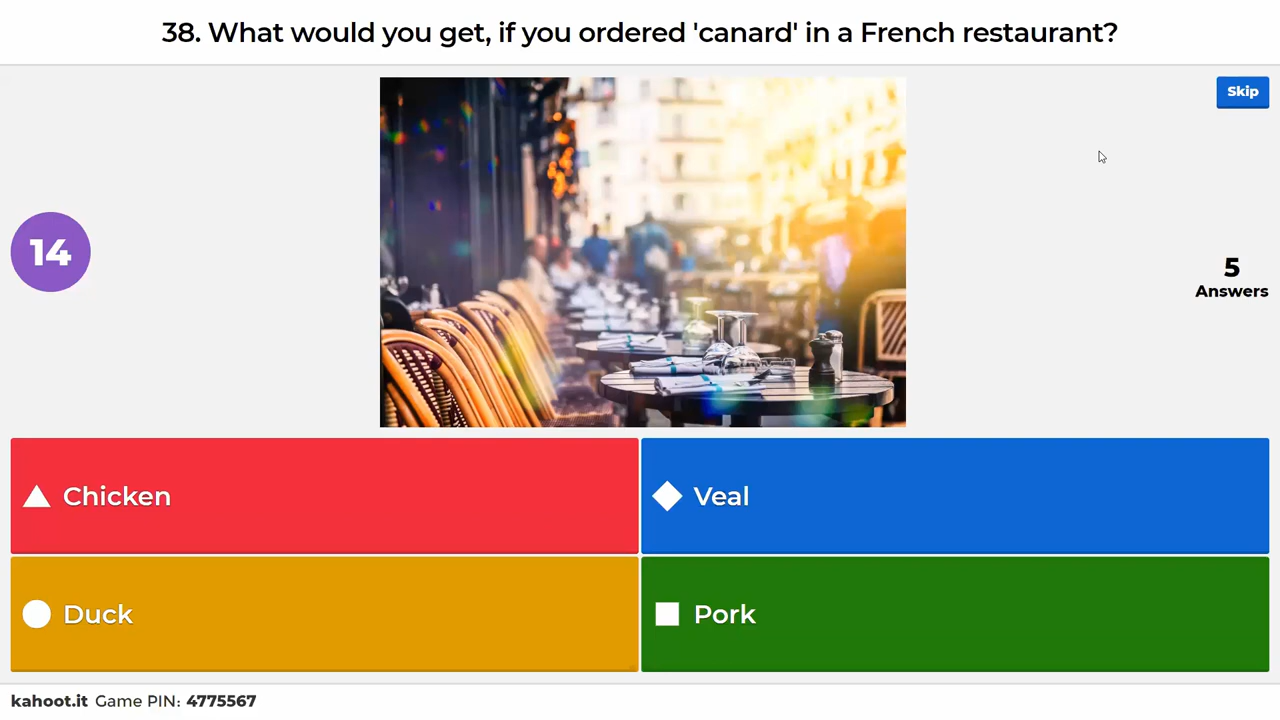 38. What would you get, if you ordered 'canard' in a French restaurant?
Skip
14
5
Answers
Chicken
Veal
Duck
Pork
kahoot.it Game PIN: 4775567